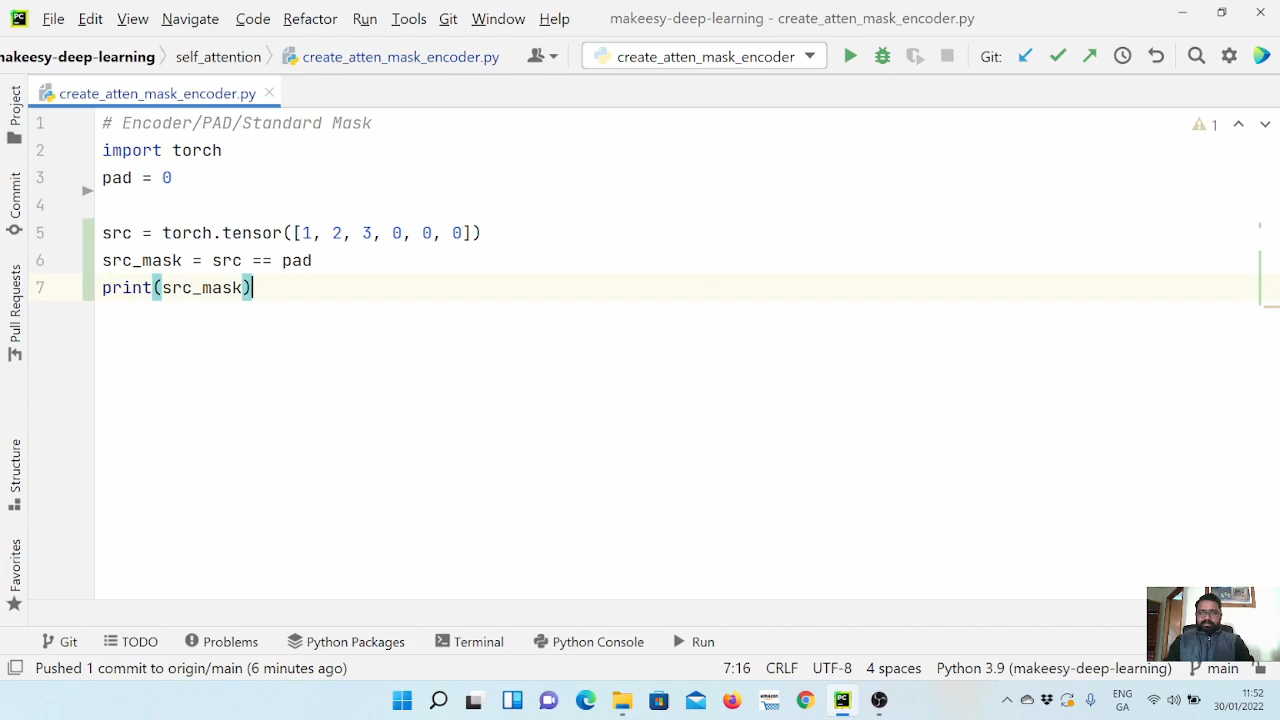 PC File Edit View Navigate Code Refactor Run Tools Git Window Help makeesy-deep-learning - create_atten_mask_encoder.py
makeesy-deep-learning self_attention create_atten_mask_encoder.py create_atten_mask_encoder Git:
create_atten_mask_encoder.py
Project
Commit
Pull Requests
Structure
Favorites
1 # Encoder/PAD/Standard Mask
2 import torch
3 pad = 0
4
5 src = torch.tensor([1, 2, 3, 0, 0, 0])
6 src_mask = src == pad
7 print(src_mask)
1
Git TODO Problems Python Packages Terminal Python Console Run
Pushed 1 commit to origin/main (6 minutes ago) 7:16 CRLF UTF-8 4 spaces Python 3.9 (makeesy-deep-learning) main
amazon PC ENG GA 11:52 30/01/2022